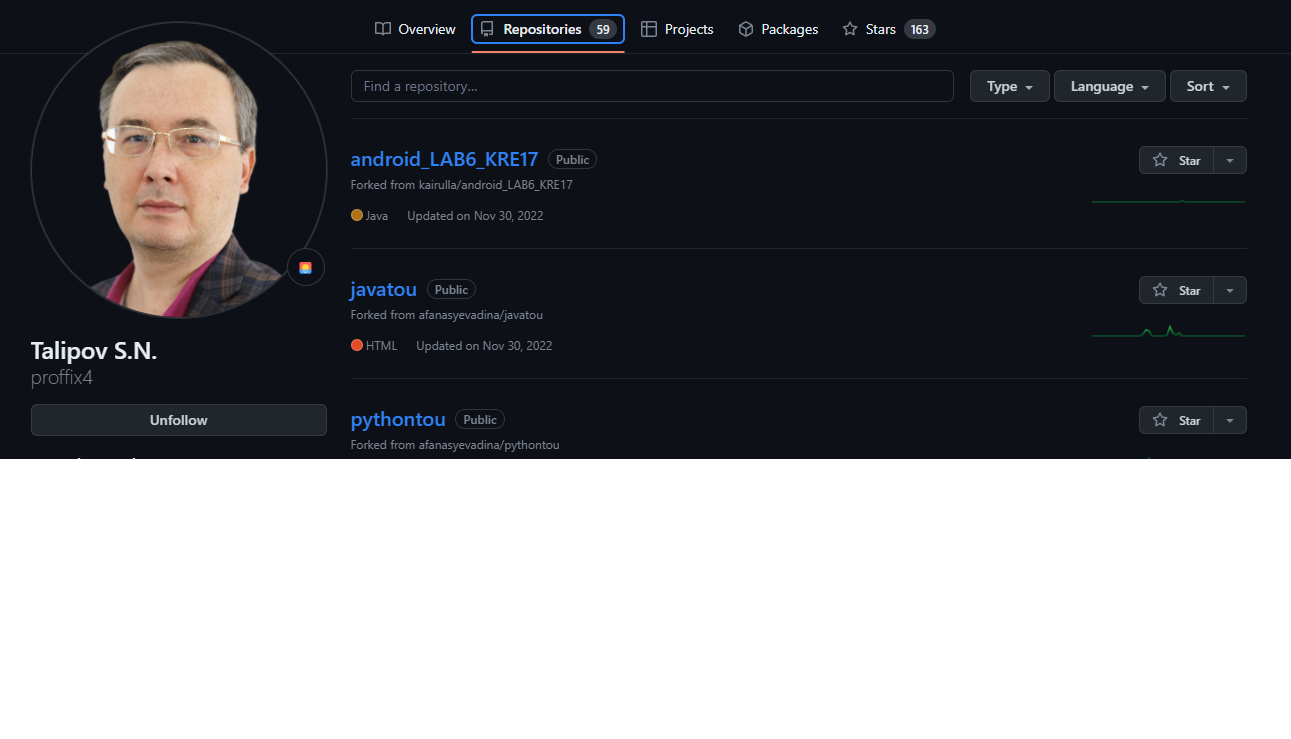 Overview Repositories 59 Projects Packages Stars 163
Find a repository... Type Language Sort
android_LAB6_KRE17 Public Star
Forked from kairulla/android_LAB6_KRE17
Java Updated on Nov 30, 2022
javatou Public Star
Forked from afanasyevadina/javatou
HTML Updated on Nov 30, 2022
Talipov S.N.
proffix4
Unfollow
pythontou Public Star
Forked from afanasyevadina/pythontou